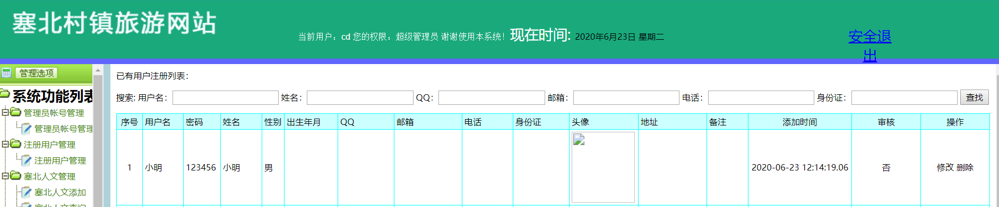 塞北村镇旅游网站
当前用户：cd 您的权限：超级管理员 谢谢使用本系统！现在时间: 2020年6月23日 星期二
安全退
出
管理选项
系统功能列表
管理员帐号管理
管理员帐号管理
注册用户管理
注册用户管理
塞北人文管理
塞北人文添加
塞北人文查询
已有用户注册列表：
搜索: 用户名： 姓名： QQ： 邮箱： 电话： 身份证： 查找
序号 用户名 密码 姓名 性别 出生年月 QQ 邮箱 电话 身份证 头像 地址 备注 添加时间 审核 操作
1 小明 123456 小明 男 2020-06-23 12:14:19.06 否 修改 删除